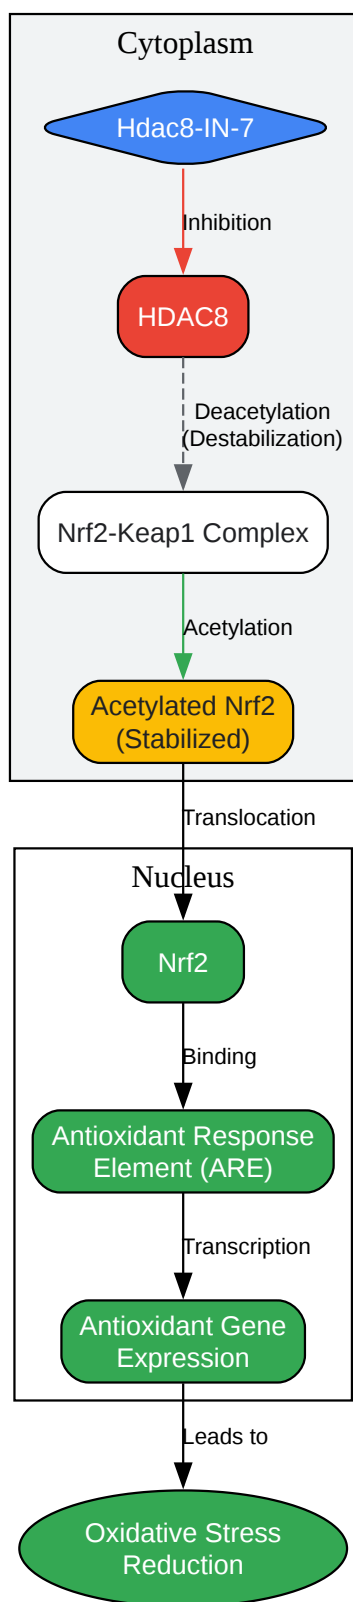 Cytoplasm
Hdac8-IN-7
Inhibition
HDAC8
Deacetylation
(Destabilization)
Nrf2-Keap1 Complex
Acetylation
Acetylated Nrf2
(Stabilized)
Translocation
Nucleus
Nrf2
Binding
Antioxidant Response
Element (ARE)
Transcription
Antioxidant Gene
Expression
Leads to
Oxidative Stress
Reduction